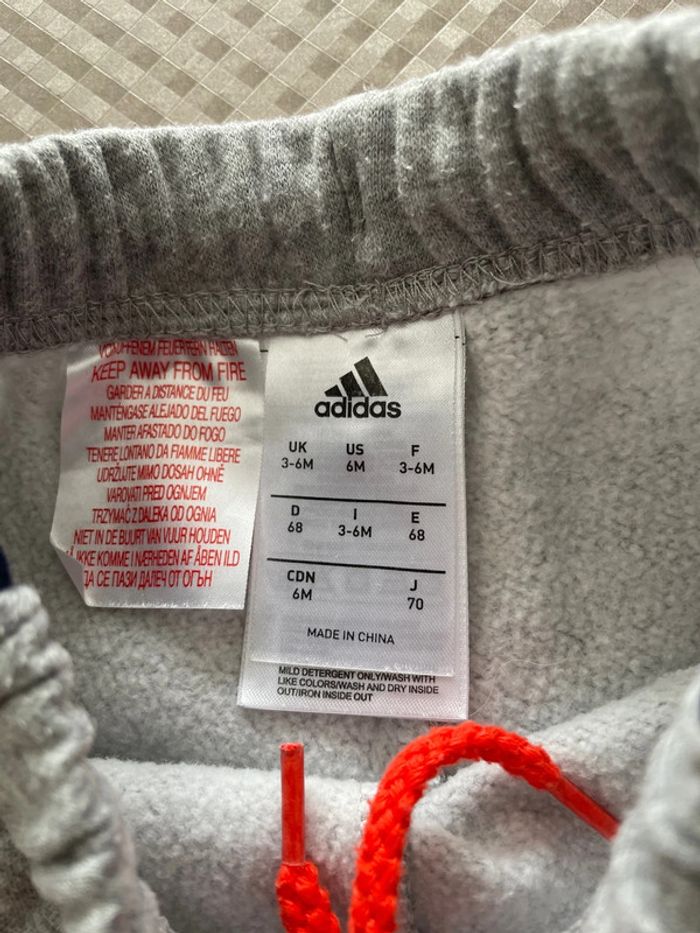 VON OFFENEM FEUER FERN HALTEN
KEEP AWAY FROM FIRE
GARDER A DISTANCE DU FEU
MANTÉNGASE ALEJADO DEL FUEGO
MANTER AFASTADO DO FOGO
TENERE LONTANO DA FIAMME LIBERE
UDRŽUJTE MIMO DOSAH OHNĚ
VAROVATI PRED OGNJEM
TRZYMAĆ Z DALEKA OD OGNIA
NIET IN DE BUURT VAN VUUR HOUDEN
IKKE KOMME I NÆRHEDEN AF ÅBEN ILD
ДА СЕ ПАЗИ ДАЛЕЧ ОТ ОГЪН
adidas
UK US F
3-6M 6M 3-6M
D I E
68 3-6M 68
CDN J
6M 70
MADE IN CHINA
MILD DETERGENT ONLY/WASH WITH
LIKE COLORS/WASH AND DRY INSIDE
OUT/IRON INSIDE OUT